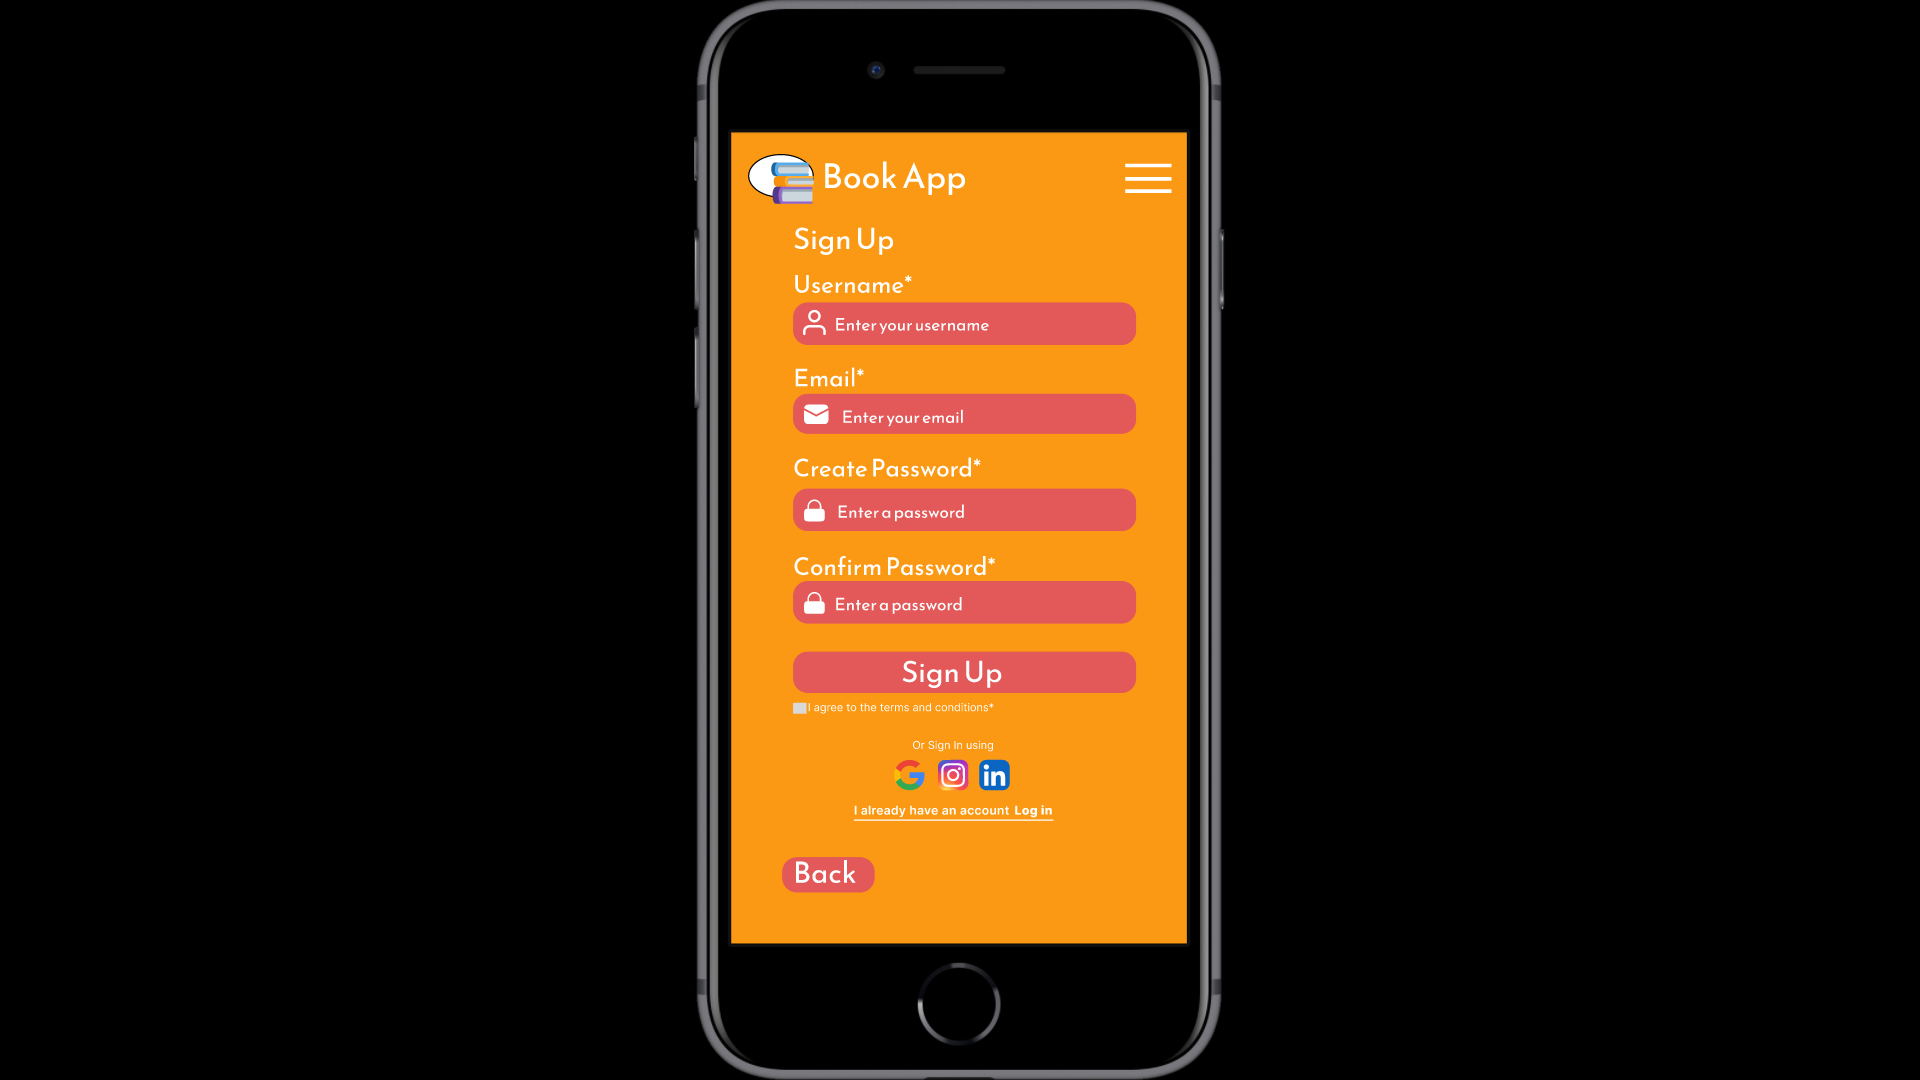 Book App
Sign Up
Username*
Enter your username
Email*
Enter your email
Create Password*
Enter a password
Confirm Password*
Enter a password
Sign Up
I agree to the terms and conditions*
Or Sign In using
in
I already have an account Log in
Back